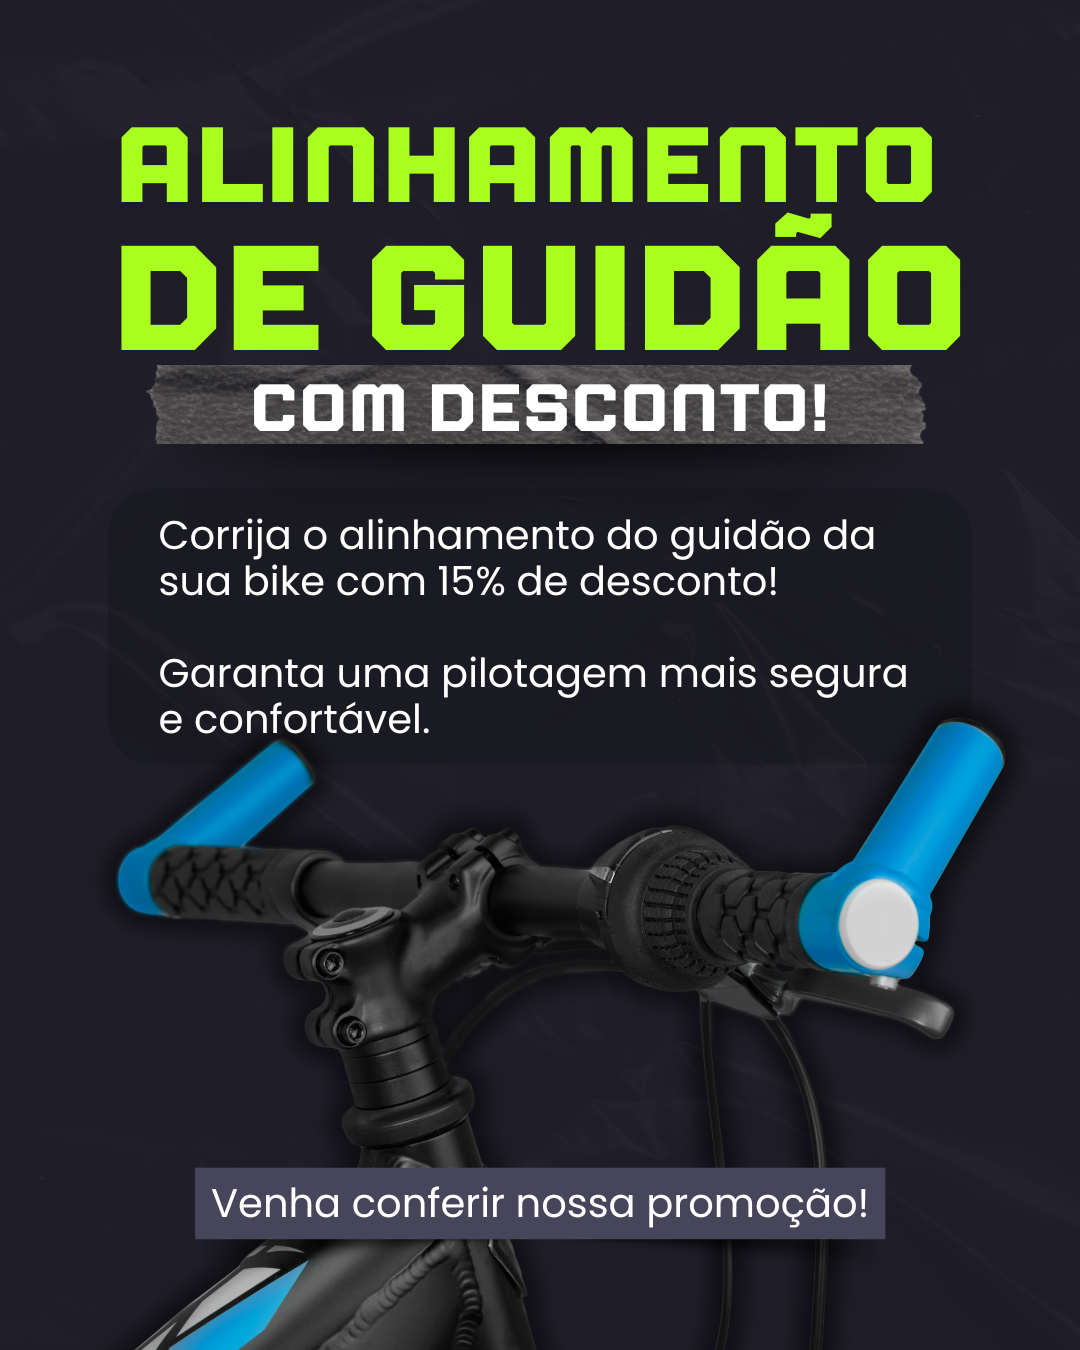 ALINHAMENTO
DE GUIDÃO
COM DESCONTO!
Corrija o alinhamento do guidão da
sua bike com 15% de desconto!
Garanta uma pilotagem mais segura
e confortável.
Venha conferir nossa promoção!